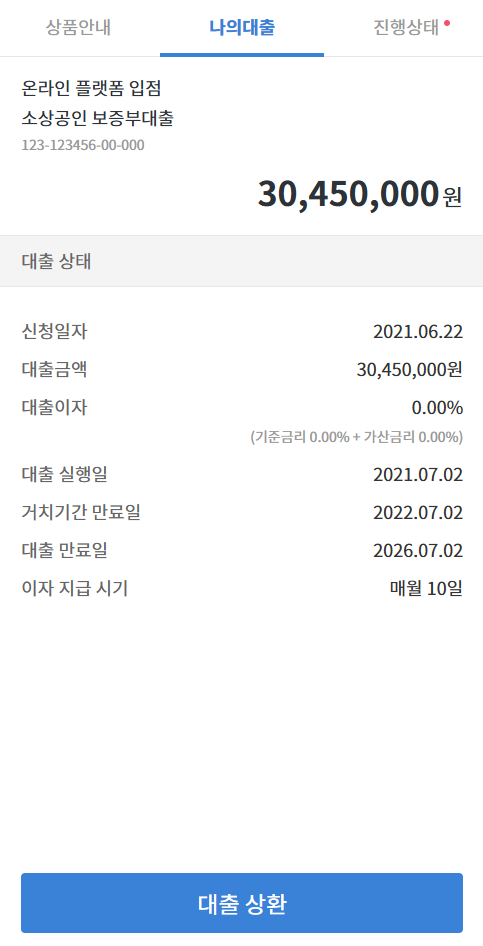 상품안내 나의대출 진행상태
온라인 플랫폼 입점
소상공인 보증부대출
123-123456-00-000
30,450,000원
대출 상태
신청일자 2021.06.22
대출금액 30,450,000원
대출이자 0.00%
(기준금리 0.00% + 가산금리 0.00%)
대출 실행일 2021.07.02
거치기간 만료일 2022.07.02
대출 만료일 2026.07.02
이자 지급 시기 매월 10일
대출 상환